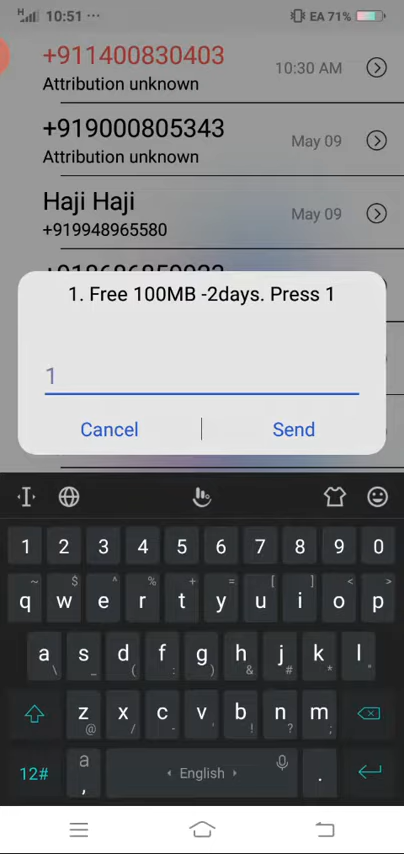 H 10:51 ··· EA 71%
+911400830403
10:30 AM
Attribution unknown
+919000805343
May 09
Attribution unknown
Haji Haji
May 09
+919948965580
1. Free 100MB -2days. Press 1
1
Cancel Send
1 2 3 4 5 6 7 8 9 0
~ $ ^ % + = [ ] < >
q w e r t y u i o p
a s d f g h j k l
\ _ ( : ) & # * "
z x c v b n m
@ / - ' ! ? ;
12# a , English .